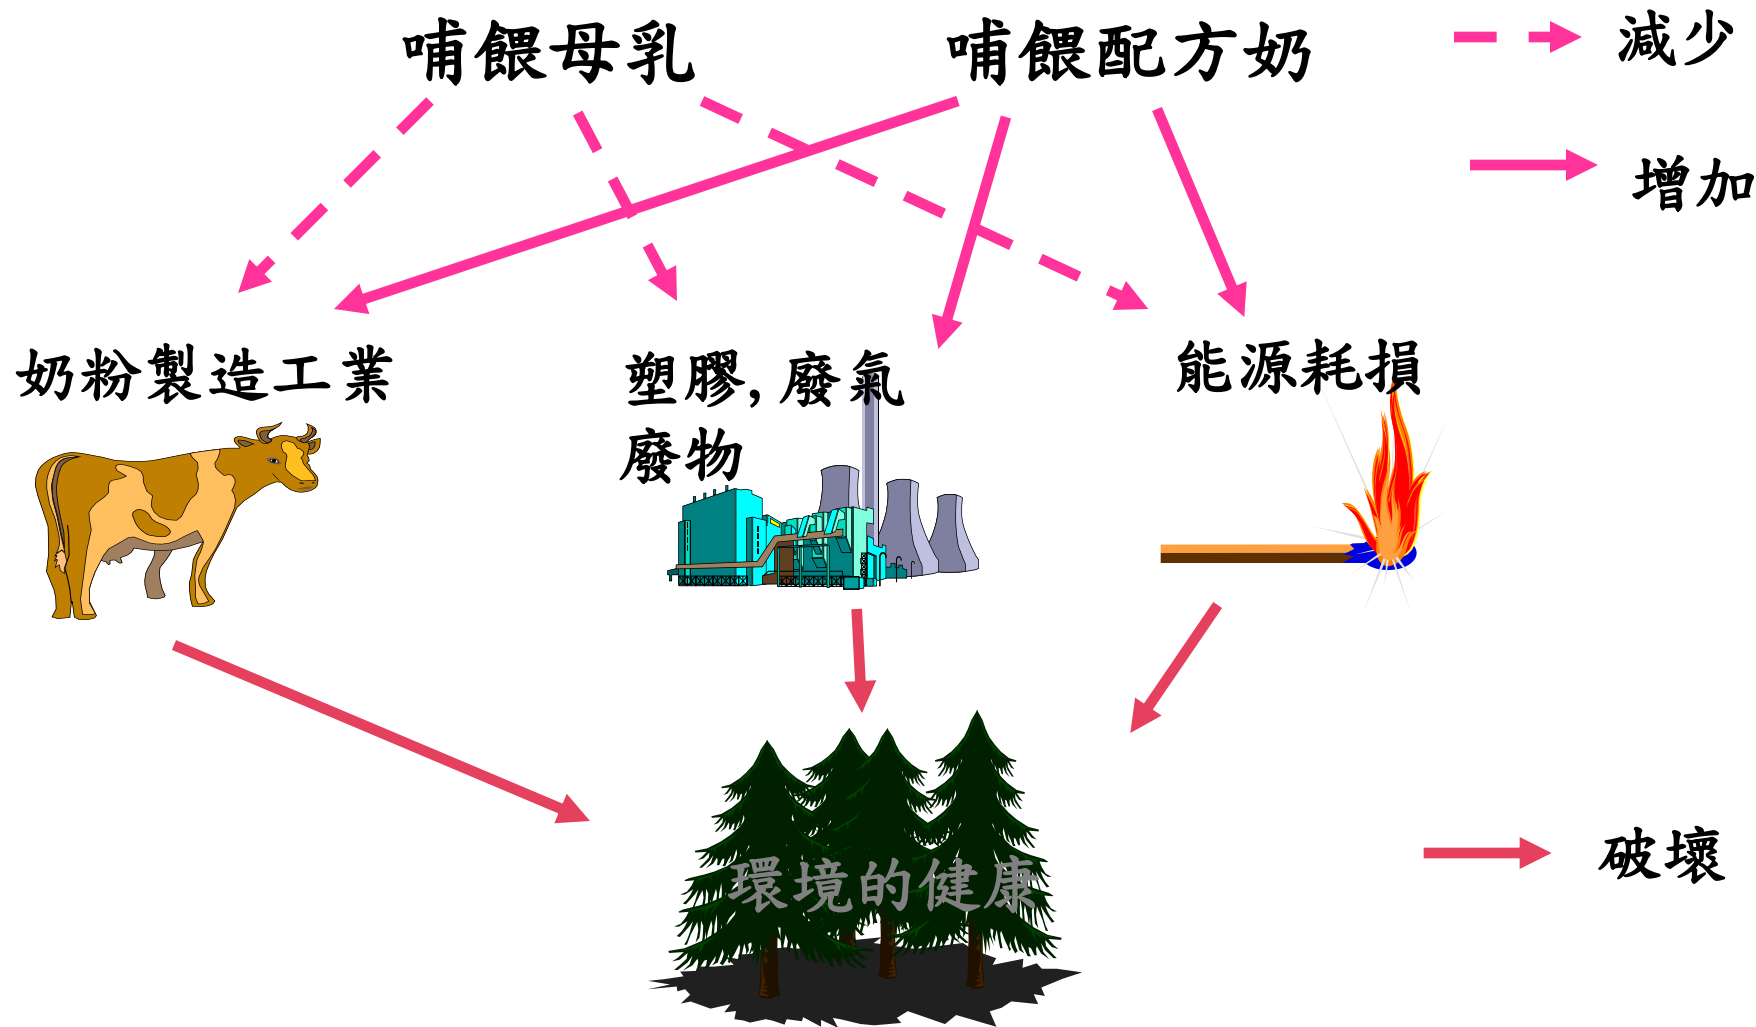 哺餵母乳
哺餵配方奶
減少
增加
奶粉製造工業
塑膠,廢氣
廢物
能源耗損
環境的健康
破壞